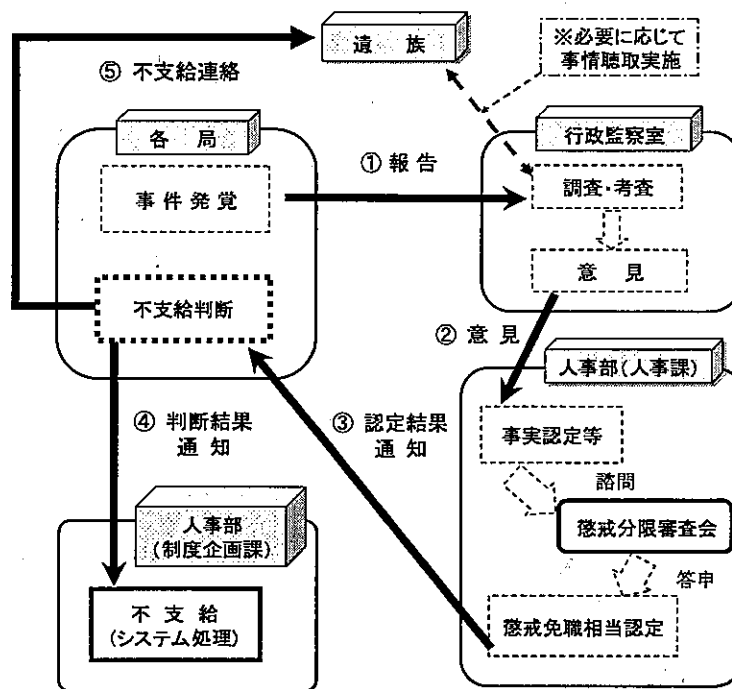 遺族
※必要に応じて
事情聴取実施
⑤ 不支給連絡
各局
行政監察室
① 報告
事件発覚
調査・考査
意見
不支給判断
② 意見
人事部(人事課)
④ 判断結果
通知
③ 認定結果
通知
事実認定等
諮問
人事部
(制度企画課)
懲戒分限審査会
答申
不支給
(システム処理)
懲戒免職相当認定